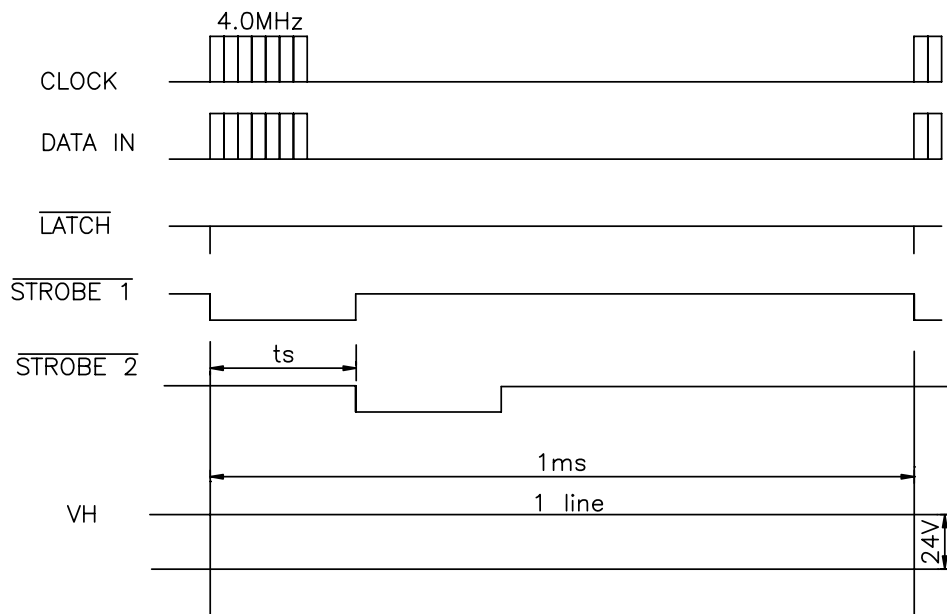 4.0MHz
CLOCK
DATA IN
LATCH
STROBE 1
ts
STROBE 2
1ms
1 line
VH
24V